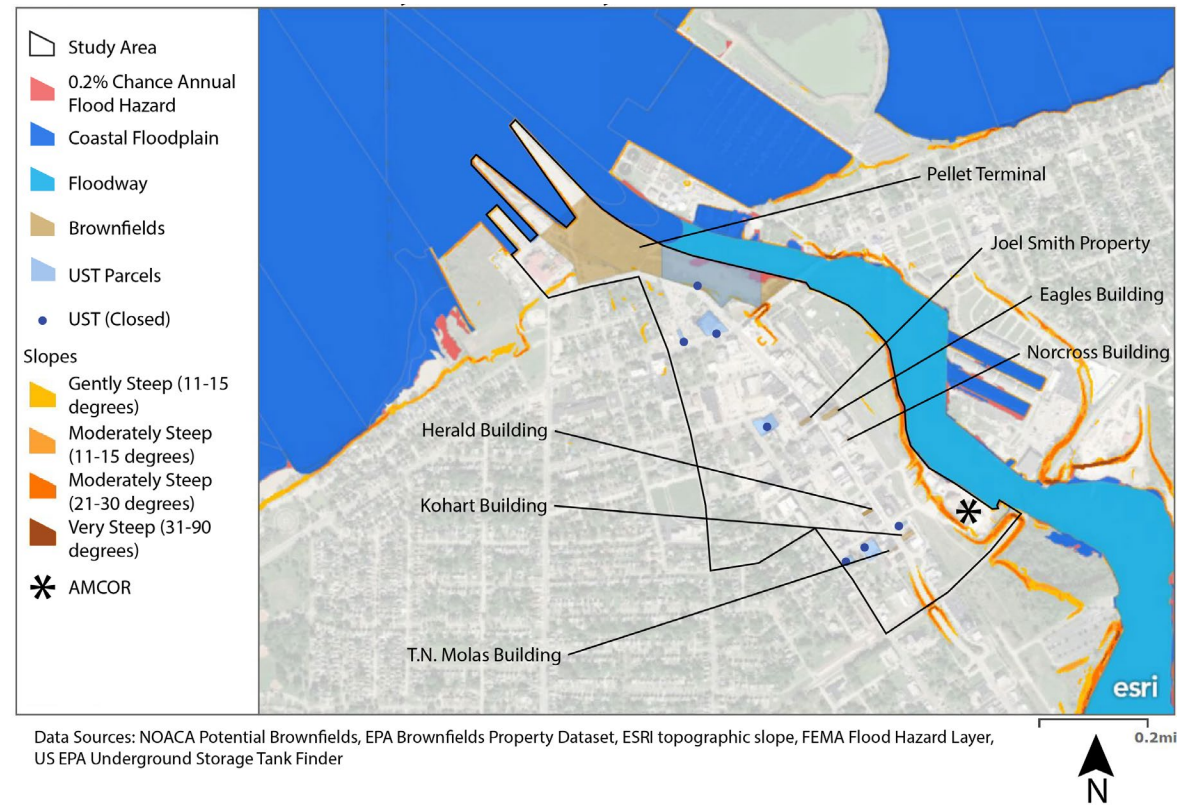 Study Area
0.2% Chance Annual
Flood Hazard
Coastal Floodplain
Floodway
Brownfields
UST Parcels
UST (Closed)
Slopes
Gently Steep (11-15
degrees)
Moderately Steep
(11-15 degrees)
Moderately Steep
(21-30 degrees)
Very Steep (31-90
degrees)
AMCOR
Pellet Terminal
Joel Smith Property
Eagles Building
Norcross Building
Herald Building
Kohart Building
T.N. Molas Building
esri
Data Sources: NOACA Potential Brownfields, EPA Brownfields Property Dataset, ESRI topographic slope, FEMA Flood Hazard Layer,
US EPA Underground Storage Tank Finder
0.2mi
N